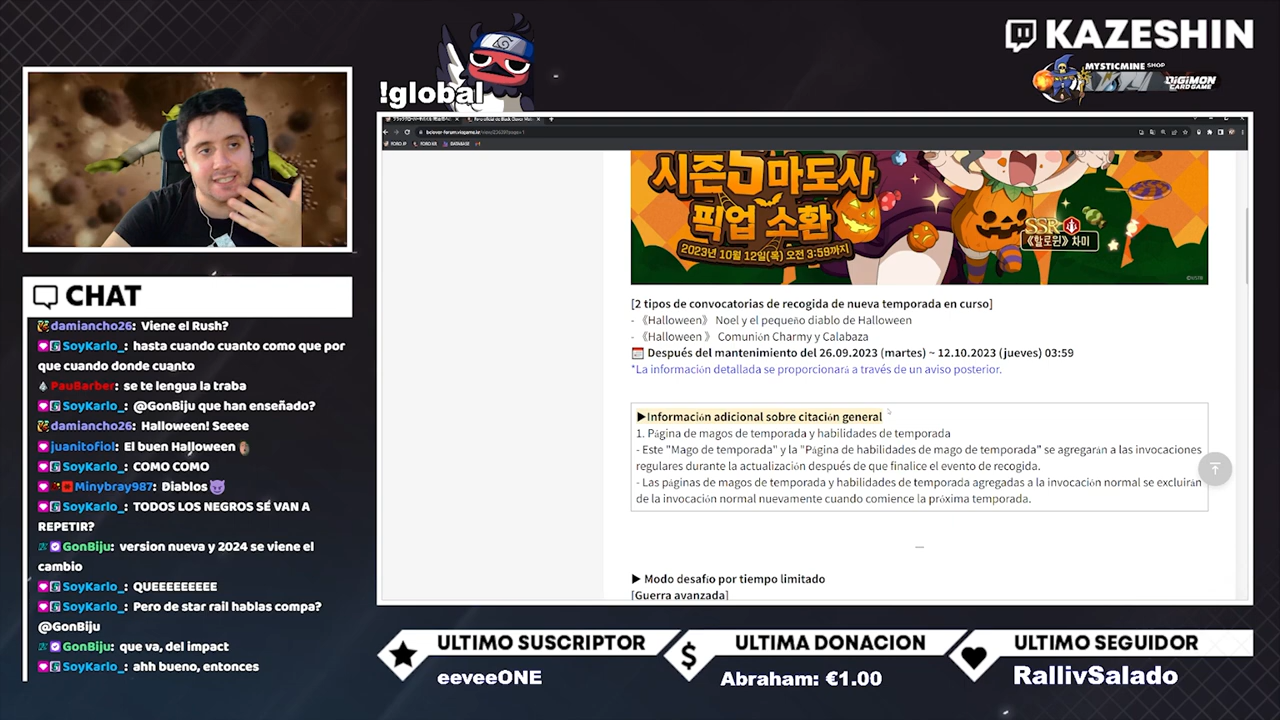 KAZESHIN
MYSTICMINE SHOP
DIGIMON
CARD GAME
!global
CHAT
damiancho26: Viene el Rush?
SoyKarlo_: hasta cuando cuanto como que por
que cuando donde cuanto
PauBarber: se te lengua la traba
SoyKarlo_: @GonBiju que han enseñado?
damiancho26: Halloween! Seeee
juanitofiol: El buen Halloween
SoyKarlo_: COMO COMO
Minybray987: Diablos
SoyKarlo_: TODOS LOS NEGROS SE VAN A
REPETIR?
GonBiju: version nueva y 2024 se viene el
cambio
SoyKarlo_: QUEEEEEEEEE
SoyKarlo_: Pero de star rail hablas compa?
@GonBiju
GonBiju: que va, del impact
SoyKarlo_: ahh bueno, entonces
시즌5마도사
픽업 소환
2023년 10월 12일(목) 오전 3:59까지
SSR
《할로윈》 차미
[2 tipos de convocatorias de recogida de nueva temporada en curso]
- 《Halloween》 Noel y el pequeño diablo de Halloween
- 《Halloween 》 Comunión Charmy y Calabaza
Después del mantenimiento del 26.09.2023 (martes) ~ 12.10.2023 (jueves) 03:59
*La información detallada se proporcionará a través de un aviso posterior.
▶Información adicional sobre citación general
1. Página de magos de temporada y habilidades de temporada
- Este "Mago de temporada" y la "Página de habilidades de mago de temporada" se agregarán a las invocaciones
regulares durante la actualización después de que finalice el evento de recogida.
- Las páginas de magos de temporada y habilidades de temporada agregadas a la invocación normal se excluirán
de la invocación normal nuevamente cuando comience la próxima temporada.
▶ Modo desafío por tiempo limitado
[Guerra avanzada]
ULTIMO SUSCRIPTOR
eeveeONE
ULTIMA DONACION
Abraham: €1.00
ULTIMO SEGUIDOR
RallivSalado